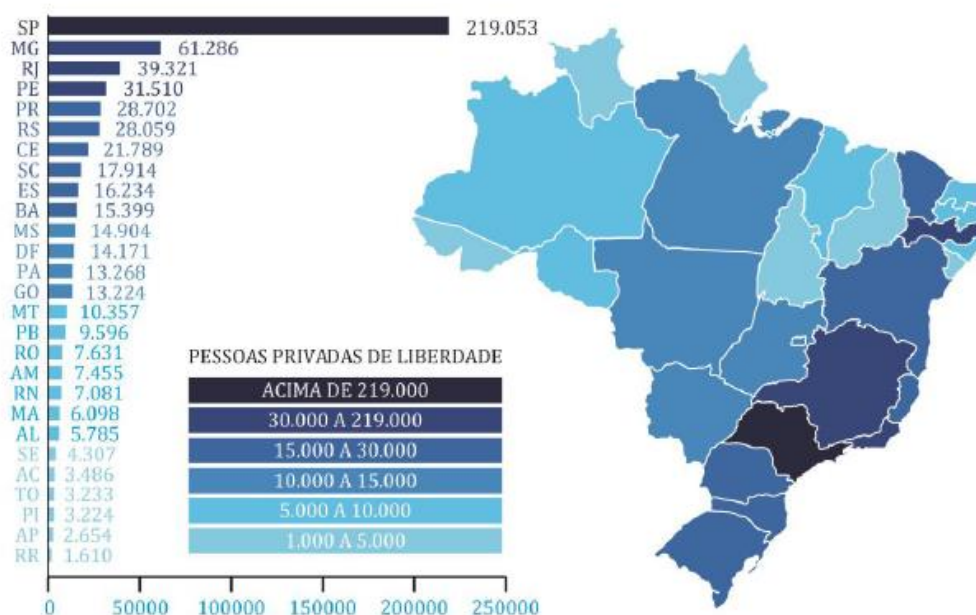 SP 219.053
MG 61.286
RJ 39.321
PE 31.510
PR 28.702
RS 28.059
CE 21.789
SC 17.914
ES 16.234
BA 15.399
MS 14.904
DF 14.171
PA 13.268
GO 13.224
MT 10.357
PB 9.596
RO 7.631
AM 7.455
RN 7.081
MA 6.098
AL 5.785
SE 4.307
AC 3.486
TO 3.233
PI 3.224
AP 2.654
RR 1.610
0 50000 100000 150000 200000 250000
PESSOAS PRIVADAS DE LIBERDADE
ACIMA DE 219.000
30.000 A 219.000
15.000 A 30.000
10.000 A 15.000
5.000 A 10.000
1.000 A 5.000